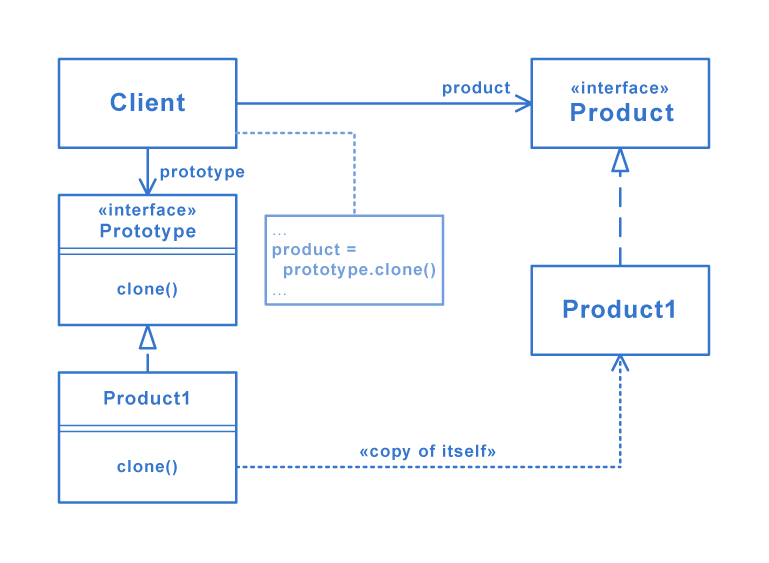 Client
product
«interface»
Product
prototype
«interface»
Prototype
clone()
...
product =
prototype.clone()
...
Product1
Product1
clone()
«copy of itself»